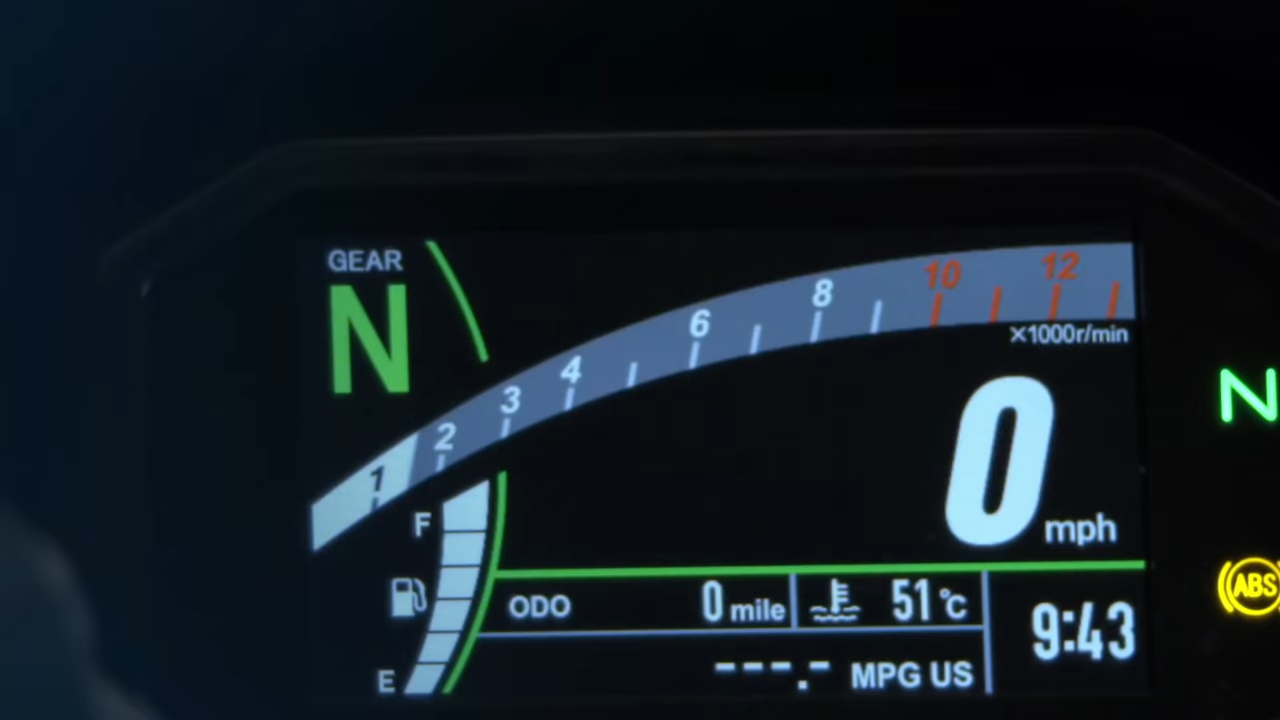 GEAR
N
1 2 3 4 6 8 10 12
×1000r/min
N
0 mph
F
ABS
ODO 0 mile 51°C
9:43
E
---.- MPG US